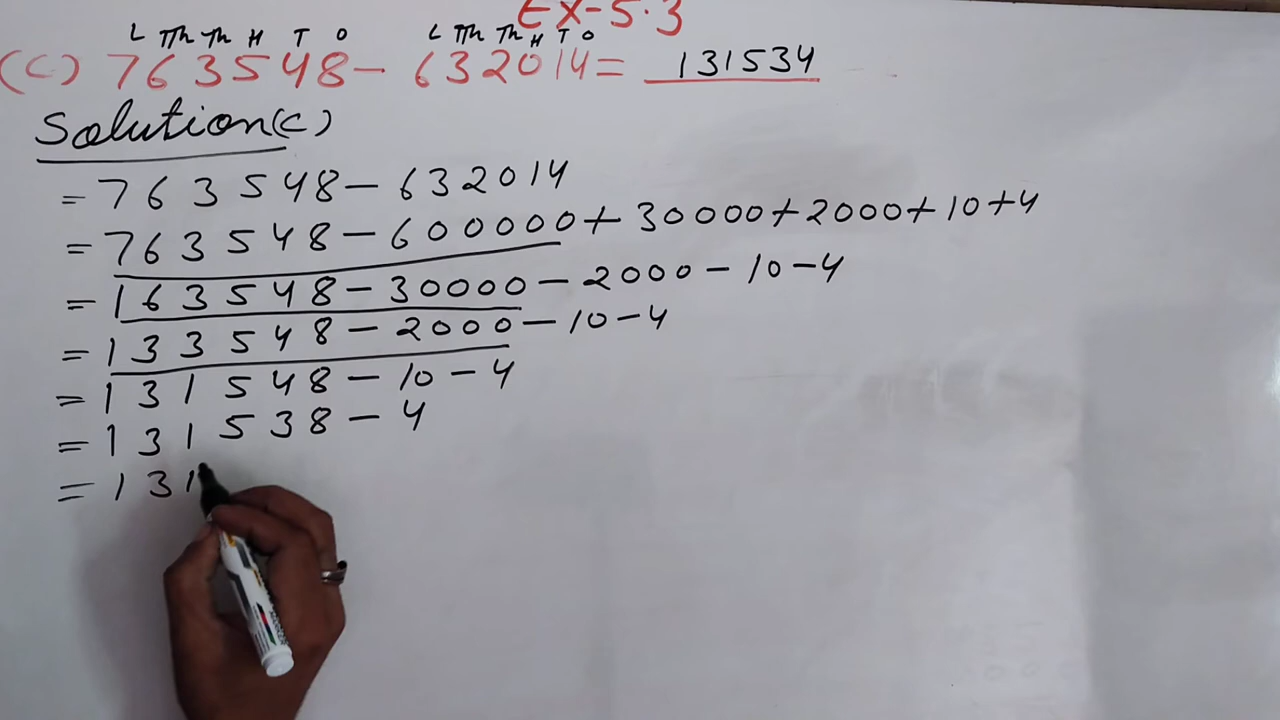 Ex-5.3
L TTh Th H T O L TTh Th H T O
(C) 763548- 632014= 131534
Solution(c)
= 763548- 632014
= 763548-600000+30000+2000+10+4
= 163548-30000-2000-10-4
= 133548-2000-10-4
= 131548-10-4
= 131538-4
= 131